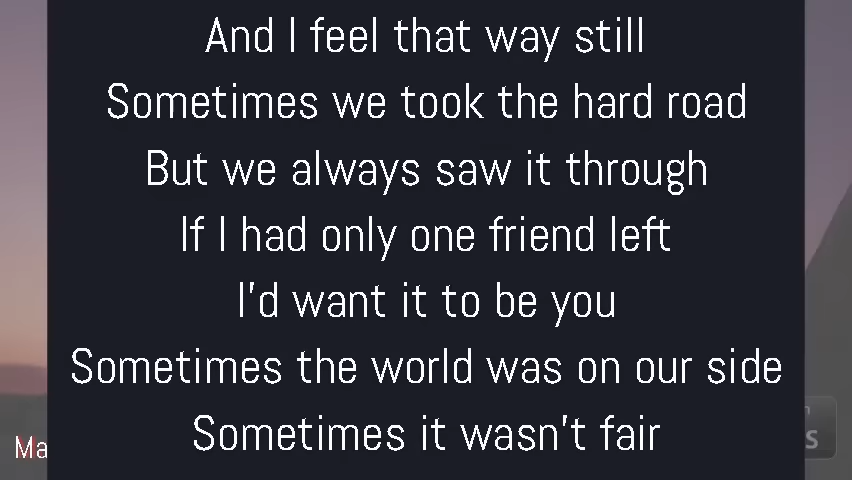 And I feel that way still
Sometimes we took the hard road
But we always saw it through
If I had only one friend left
I'd want it to be you
Sometimes the world was on our side
Sometimes it wasn't fair
Ma